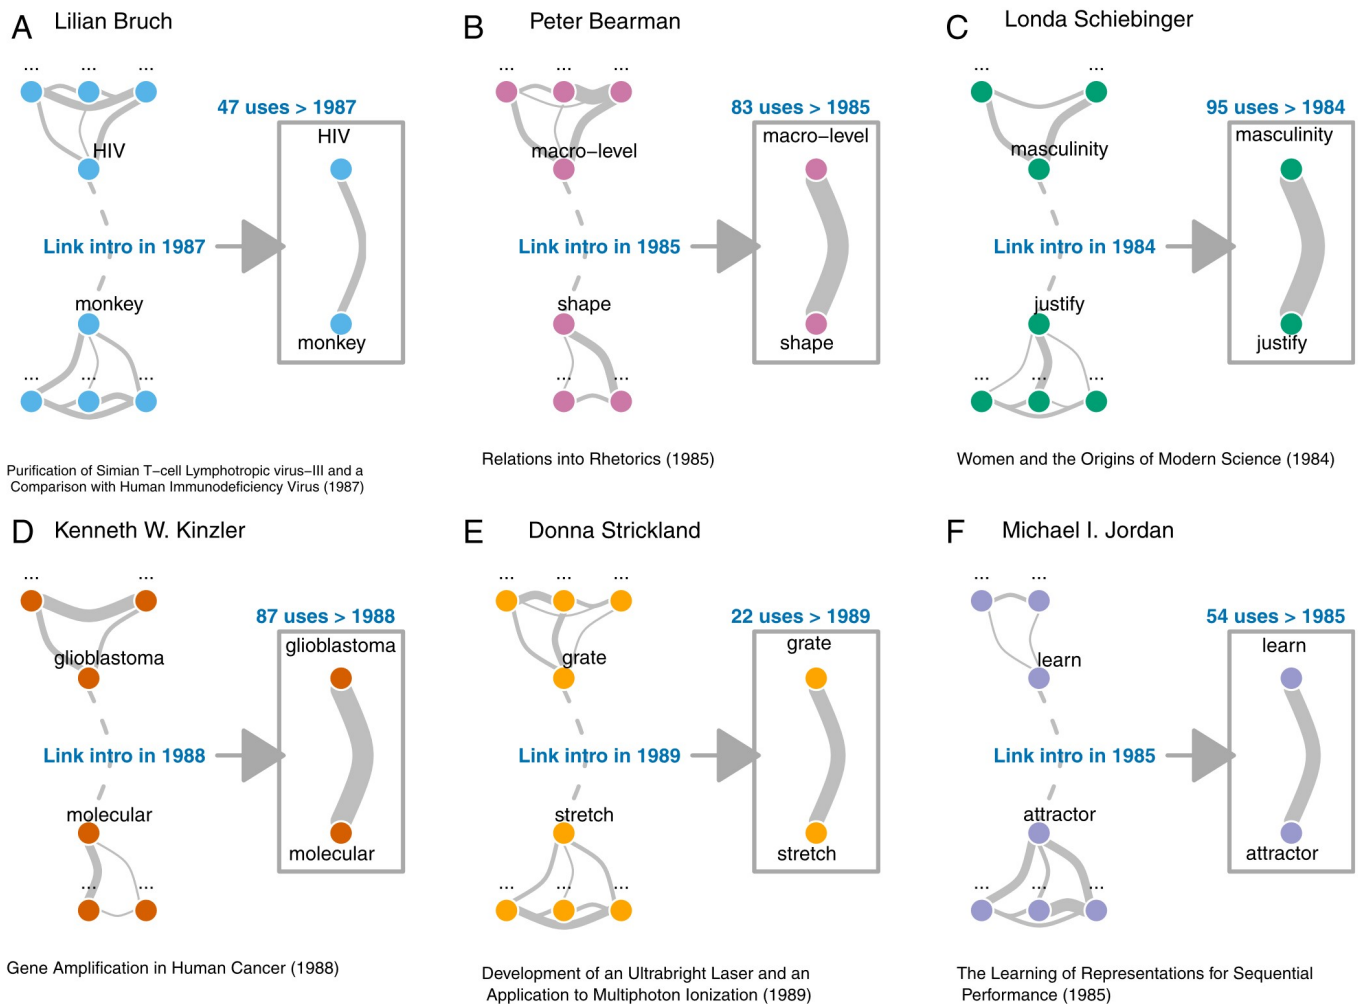 A Lilian Bruch
... ... ...
47 uses > 1987
HIV
HIV
Link intro in 1987
monkey
monkey
... ...
Purification of Simian T−cell Lymphotropic virus−III and a
Comparison with Human Immunodeficiency Virus (1987)
B Peter Bearman
... ... ...
83 uses > 1985
macro−level
macro−level
Link intro in 1985
shape
shape
... ...
Relations into Rhetorics (1985)
C Londa Schiebinger
... ...
95 uses > 1984
masculinity
masculinity
Link intro in 1984
justify
justify
... ... ...
Women and the Origins of Modern Science (1984)
D Kenneth W. Kinzler
... ...
87 uses > 1988
glioblastoma
glioblastoma
Link intro in 1988
molecular
molecular
... ...
Gene Amplification in Human Cancer (1988)
E Donna Strickland
... ... ...
22 uses > 1989
grate
grate
Link intro in 1989
stretch
stretch
... ... ...
Development of an Ultrabright Laser and an
Application to Multiphoton Ionization (1989)
F Michael I. Jordan
... ...
54 uses > 1985
learn
learn
Link intro in 1985
attractor
attractor
... ... ...
The Learning of Representations for Sequential
Performance (1985)